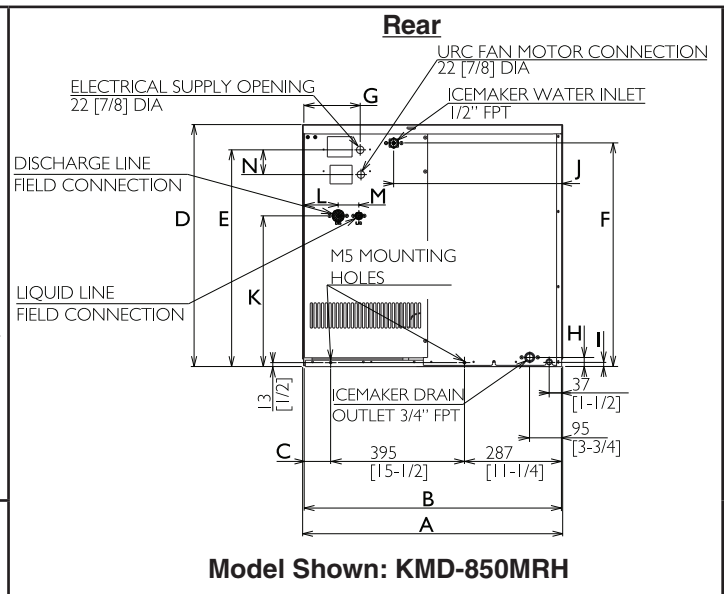 Rear
URC FAN MOTOR CONNECTION
22 [7/8] DIA
ELECTRICAL SUPPLY OPENING
22 [7/8] DIA
G
ICEMAKER WATER INLET
1/2" FPT
DISCHARGE LINE
FIELD CONNECTION
N
J
D
E
L
M
F
K
M5 MOUNTING
HOLES
LIQUID LINE
FIELD CONNECTION
H
I
13
[1/2]
ICEMAKER DRAIN
OUTLET 3/4" FPT
37
[1-1/2]
95
[3-3/4]
C
395
[15-1/2]
287
[11-1/4]
B
A
Model Shown: KMD-850MRH